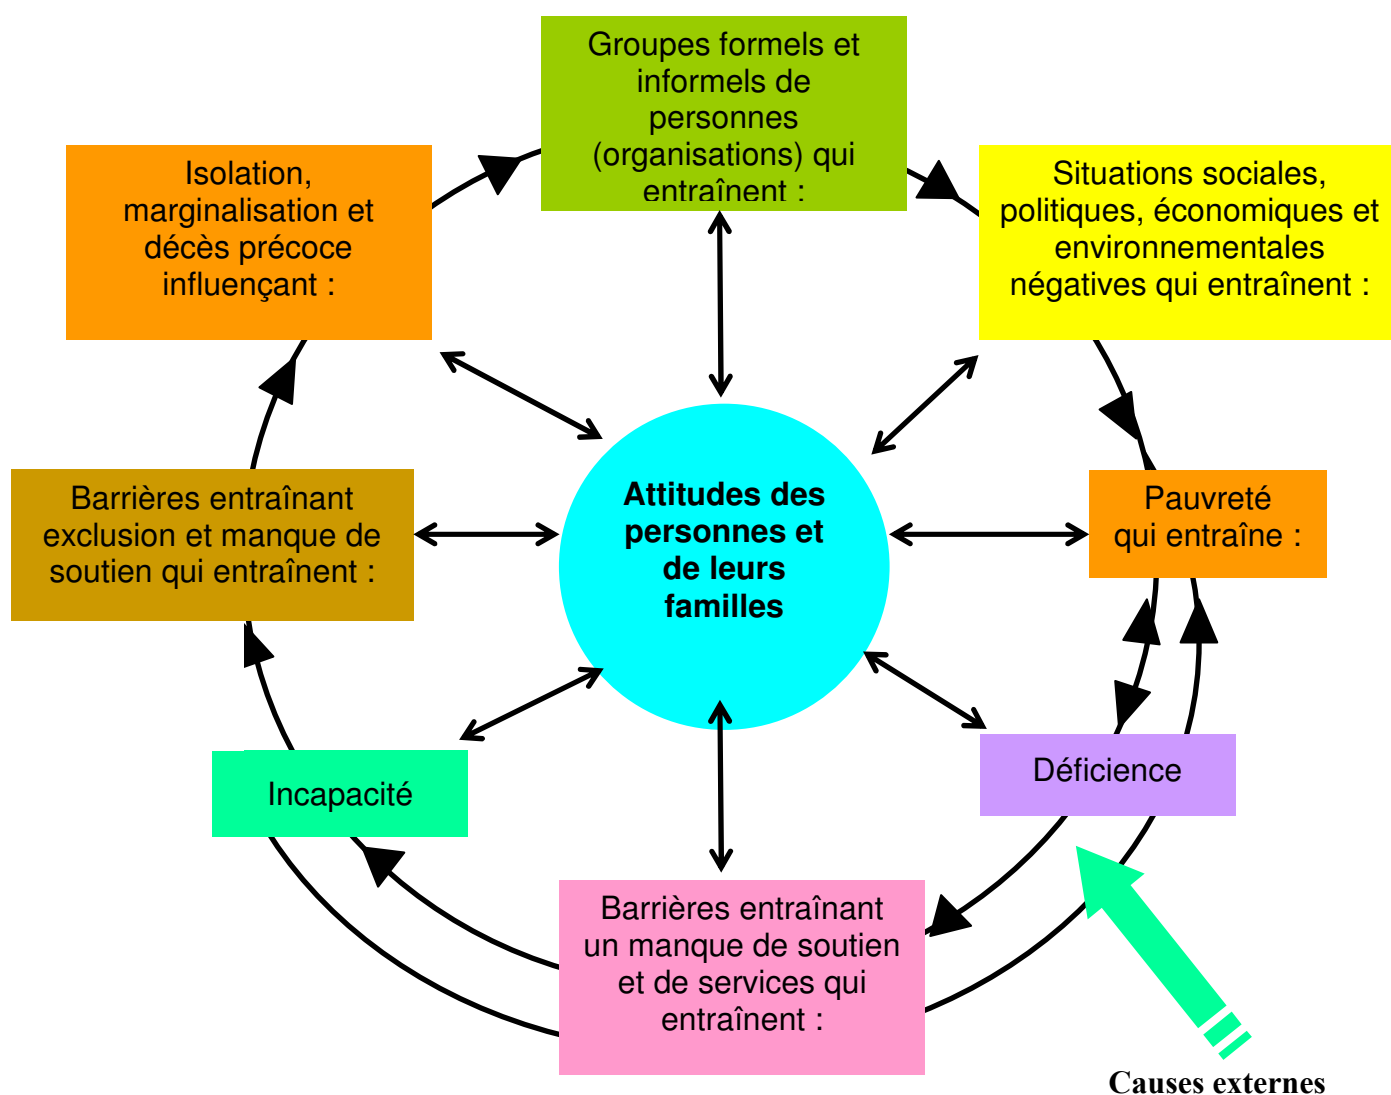 Groupes formels et
informels de
personnes
(organisations) qui
entraînent :
Isolation,
marginalisation et
décès précoce
influençant :
Situations sociales,
politiques, économiques et
environnementales
négatives qui entraînent :
Attitudes des
personnes et
de leurs
familles
Barrières entraînant
exclusion et manque de
soutien qui entraînent :
Pauvreté
qui entraîne :
Incapacité
Déficience
Barrières entraînant
un manque de soutien
et de services qui
entraînent :
Causes externes